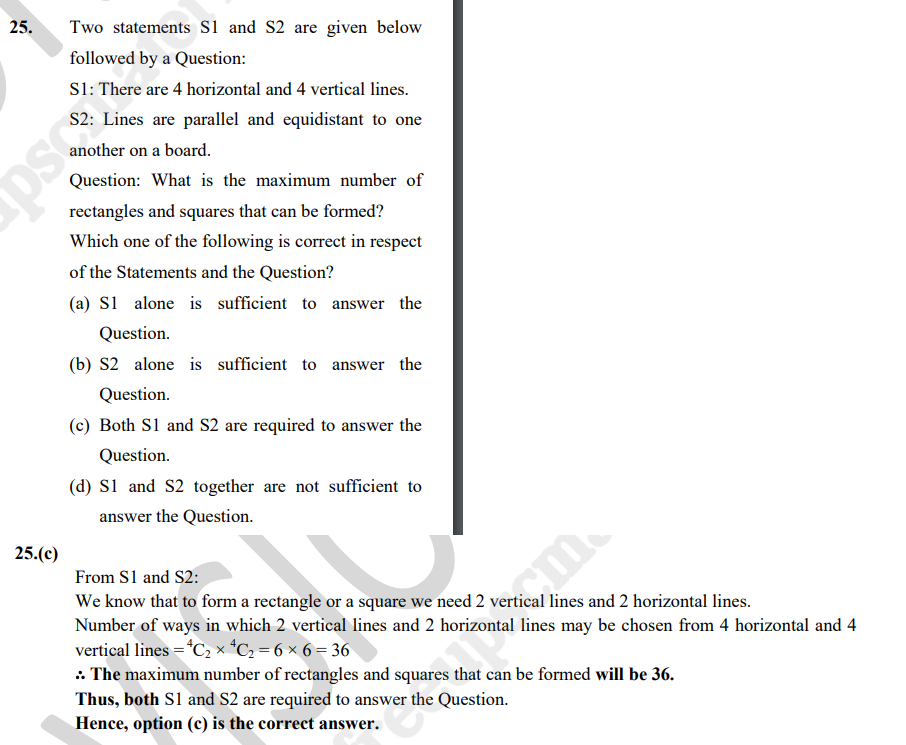 25. Two statements S1 and S2 are given below
followed by a Question:
S1: There are 4 horizontal and 4 vertical lines.
S2: Lines are parallel and equidistant to one
another on a board.
Question: What is the maximum number of
rectangles and squares that can be formed?
Which one of the following is correct in respect
of the Statements and the Question?
(a) S1 alone is sufficient to answer the
Question.
(b) S2 alone is sufficient to answer the
Question.
(c) Both S1 and S2 are required to answer the
Question.
(d) S1 and S2 together are not sufficient to
answer the Question.
25.(c)
From S1 and S2:
We know that to form a rectangle or a square we need 2 vertical lines and 2 horizontal lines.
Number of ways in which 2 vertical lines and 2 horizontal lines may be chosen from 4 horizontal and 4
vertical lines = ⁴C₂ × ⁴C₂ = 6 × 6 = 36
∴ The maximum number of rectangles and squares that can be formed will be 36.
Thus, both S1 and S2 are required to answer the Question.
Hence, option (c) is the correct answer.